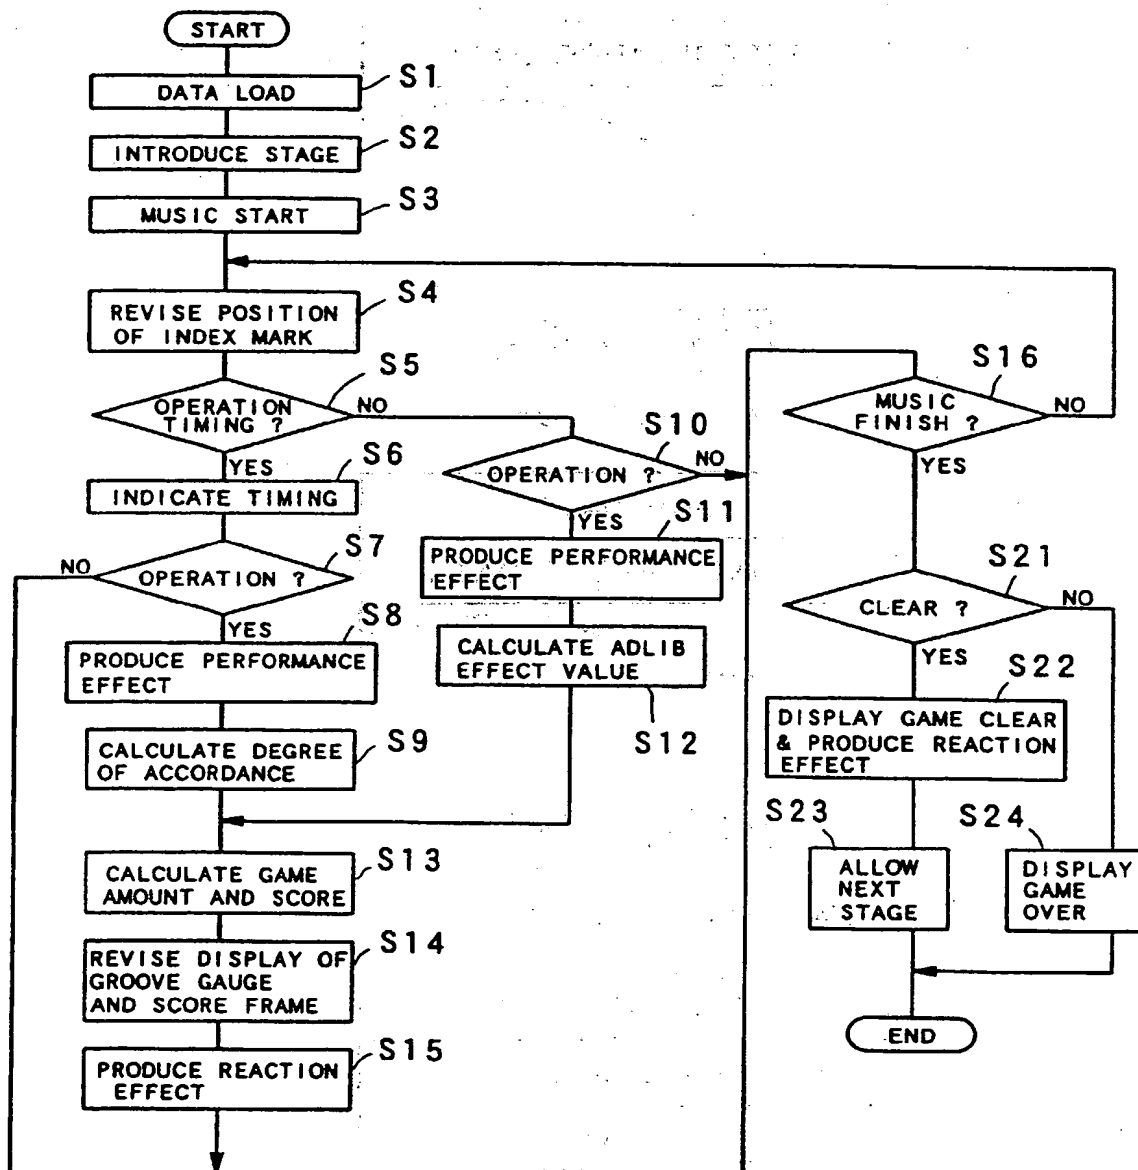 START
S1
DATA LOAD
S2
INTRODUCE STAGE
S3
MUSIC START
S4
REVISE POSITION
OF INDEX MARK
S5
OPERATION
TIMING ?
NO
YES
S6
INDICATE TIMING
S7
NO
OPERATION ?
YES
S8
PRODUCE PERFORMANCE
EFFECT
S9
CALCULATE DEGREE
OF ACCORDANCE
S10
OPERATION ?
NO
YES
S11
PRODUCE PERFORMANCE
EFFECT
CALCULATE ADLIB
EFFECT VALUE
S12
S13
CALCULATE GAME
AMOUNT AND SCORE
S14
REVISE DISPLAY OF
GROOVE GAUGE
AND SCORE FRAME
S15
PRODUCE REACTION
EFFECT
S16
MUSIC
FINISH ?
NO
YES
S21
CLEAR ?
NO
YES
S22
DISPLAY GAME CLEAR
& PRODUCE REACTION
EFFECT
S23
ALLOW
NEXT
STAGE
S24
DISPLAY
GAME
OVER
END